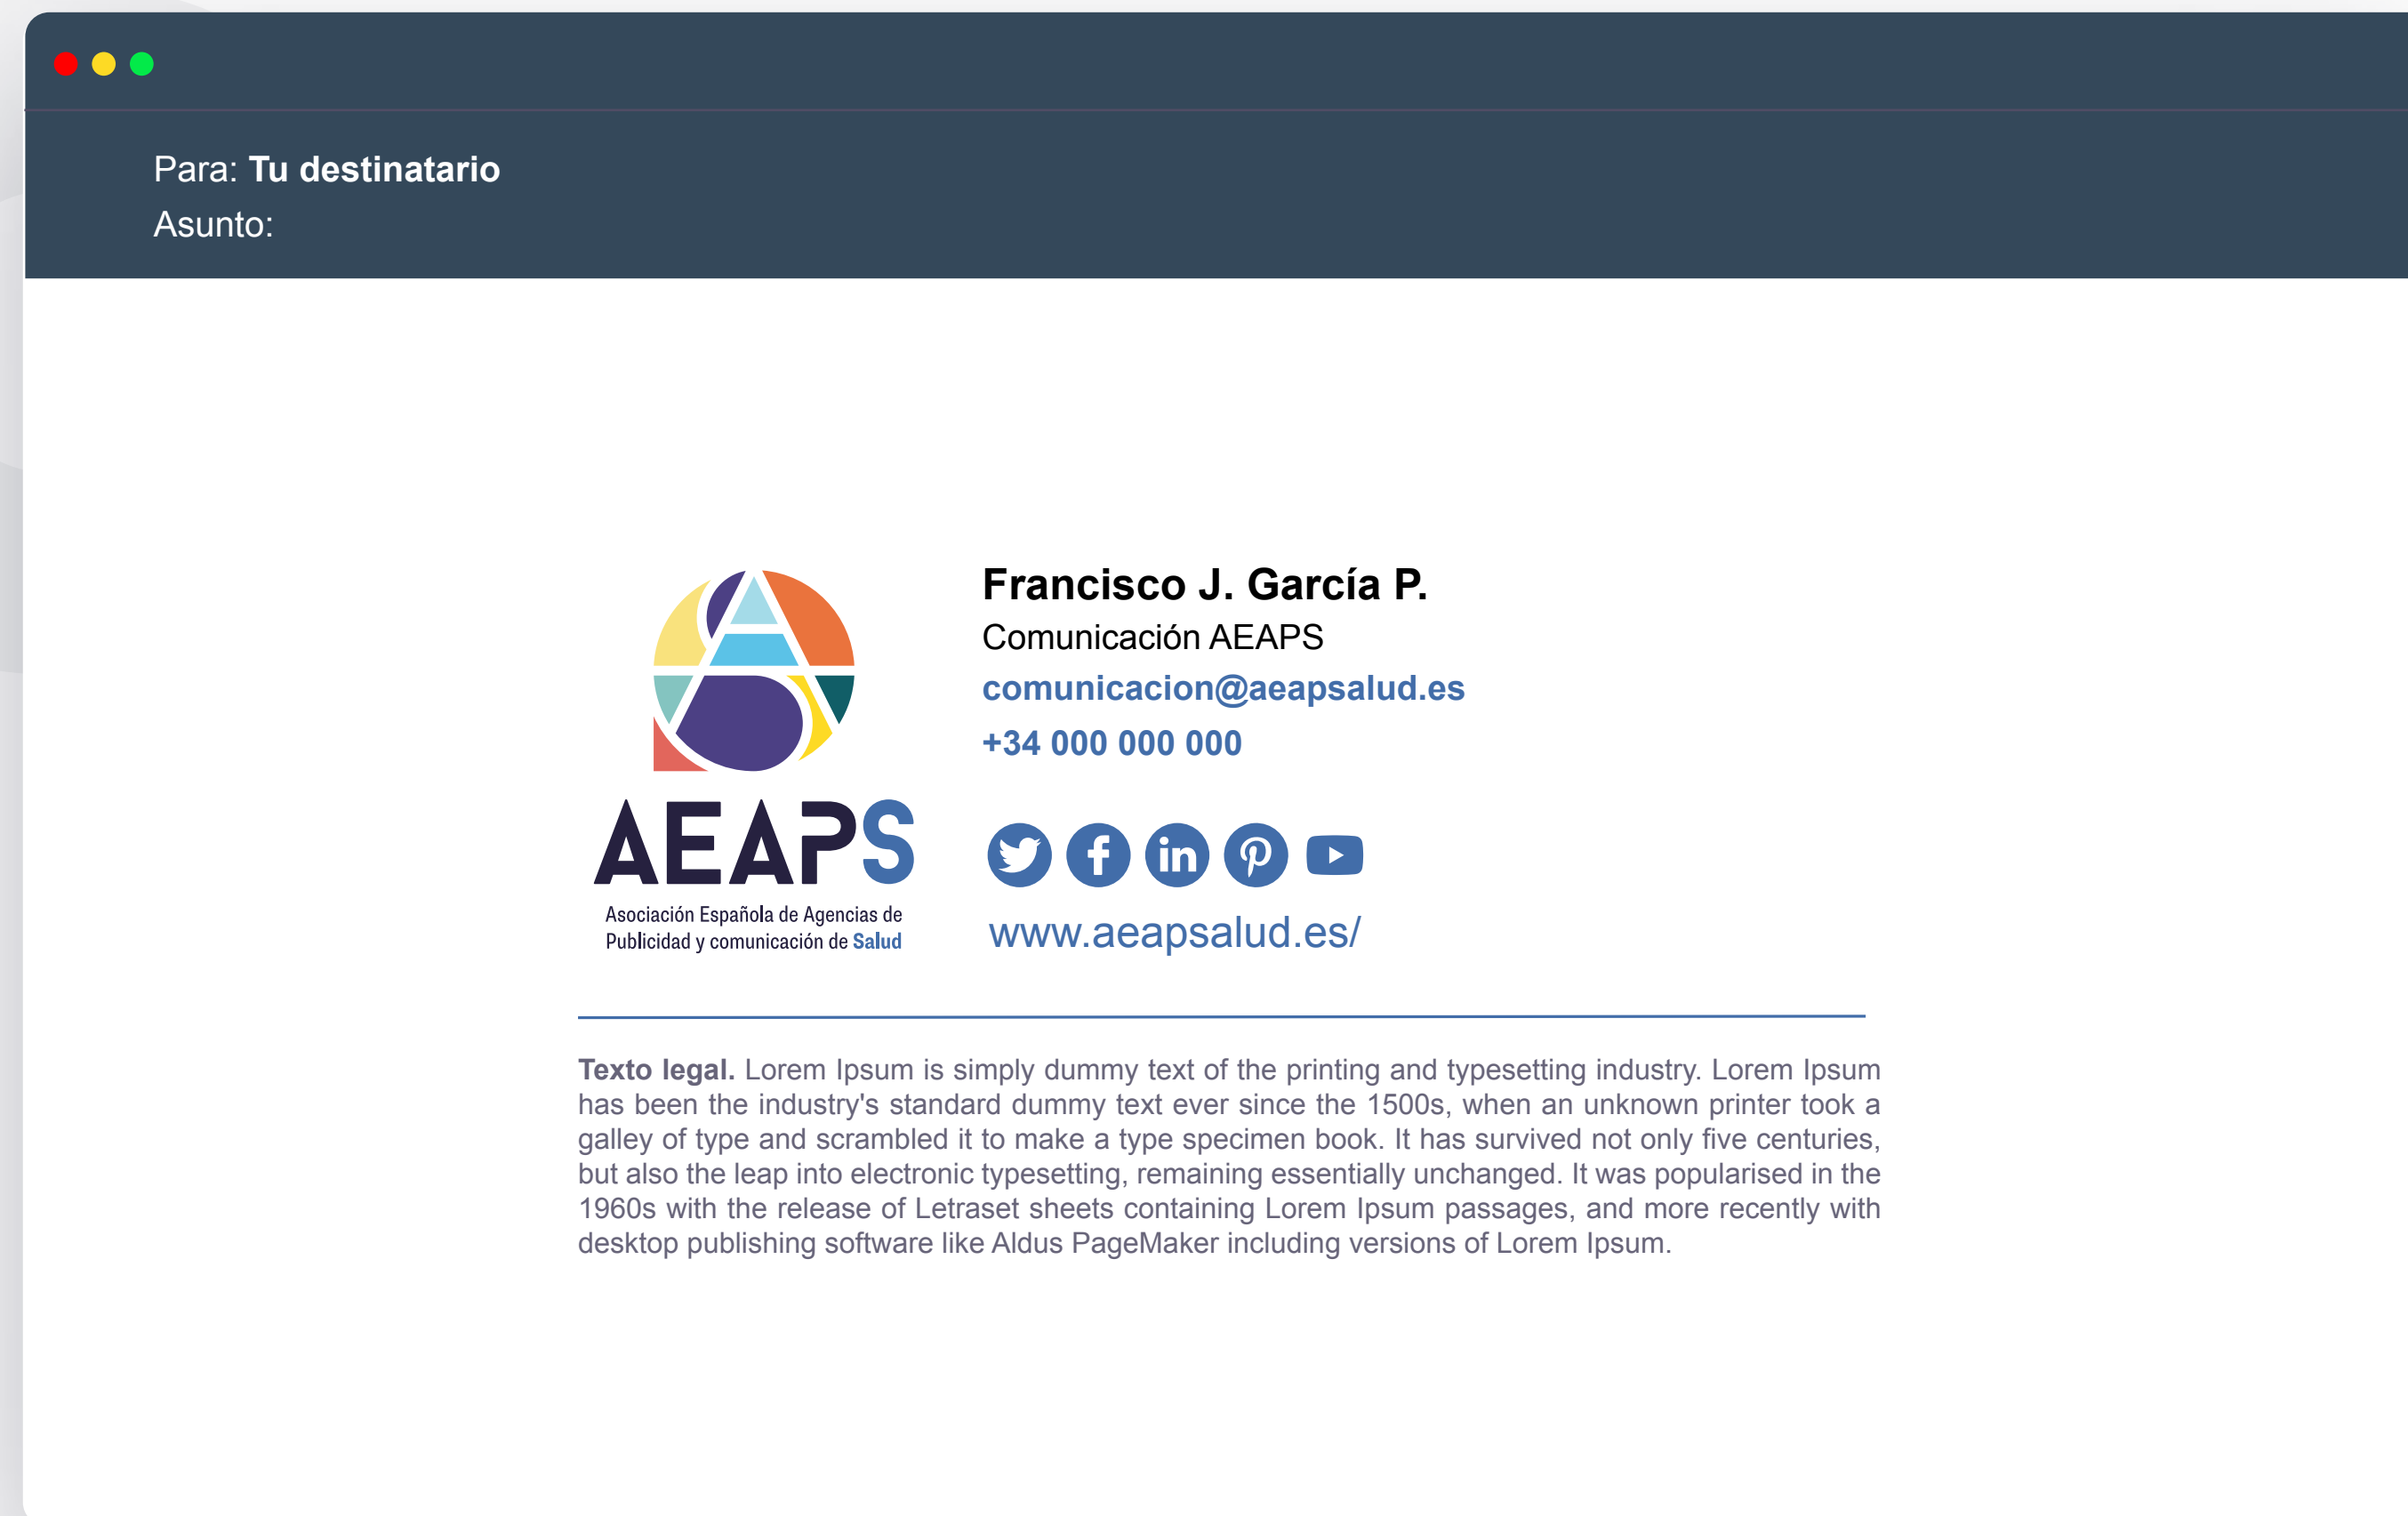 Para: Tu destinatario
Asunto:
AEAPS
Asociación Española de Agencias de
Publicidad y comunicación de Salud
Francisco J. García P.
Comunicación AEAPS
comunicacion@aeapsalud.es
+34 000 000 000
www.aeapsalud.es/
Texto legal. Lorem Ipsum is simply dummy text of the printing and typesetting industry. Lorem Ipsum
has been the industry's standard dummy text ever since the 1500s, when an unknown printer took a
galley of type and scrambled it to make a type specimen book. It has survived not only five centuries,
but also the leap into electronic typesetting, remaining essentially unchanged. It was popularised in the
1960s with the release of Letraset sheets containing Lorem Ipsum passages, and more recently with
desktop publishing software like Aldus PageMaker including versions of Lorem Ipsum.